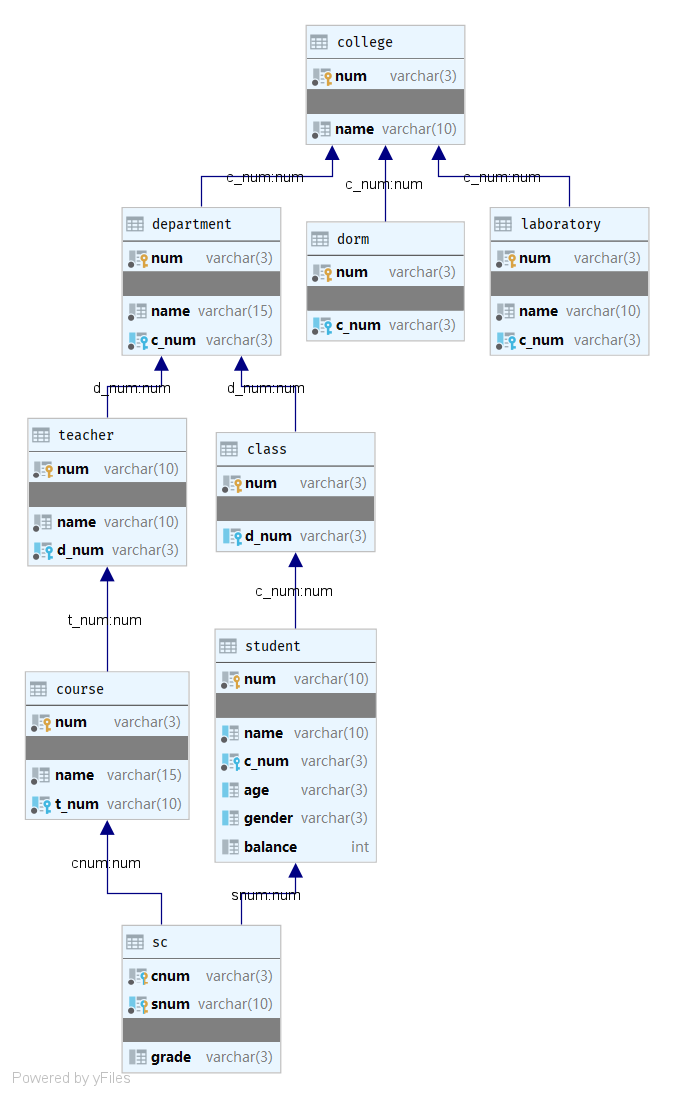 college
num varchar(3)
name varchar(10)
c_num:num
c_num:num
c_num:num
department
num varchar(3)
name varchar(15)
c_num varchar(3)
dorm
num varchar(3)
c_num varchar(3)
laboratory
num varchar(3)
name varchar(10)
c_num varchar(3)
d_num:num
d_num:num
teacher
num varchar(10)
name varchar(10)
d_num varchar(3)
class
num varchar(3)
d_num varchar(3)
t_num:num
c_num:num
course
num varchar(3)
name varchar(15)
t_num varchar(10)
student
num varchar(10)
name varchar(10)
c_num varchar(3)
age varchar(3)
gender varchar(3)
balance int
cnum:num
snum:num
sc
cnum varchar(3)
snum varchar(10)
grade varchar(3)
Powered by yFiles